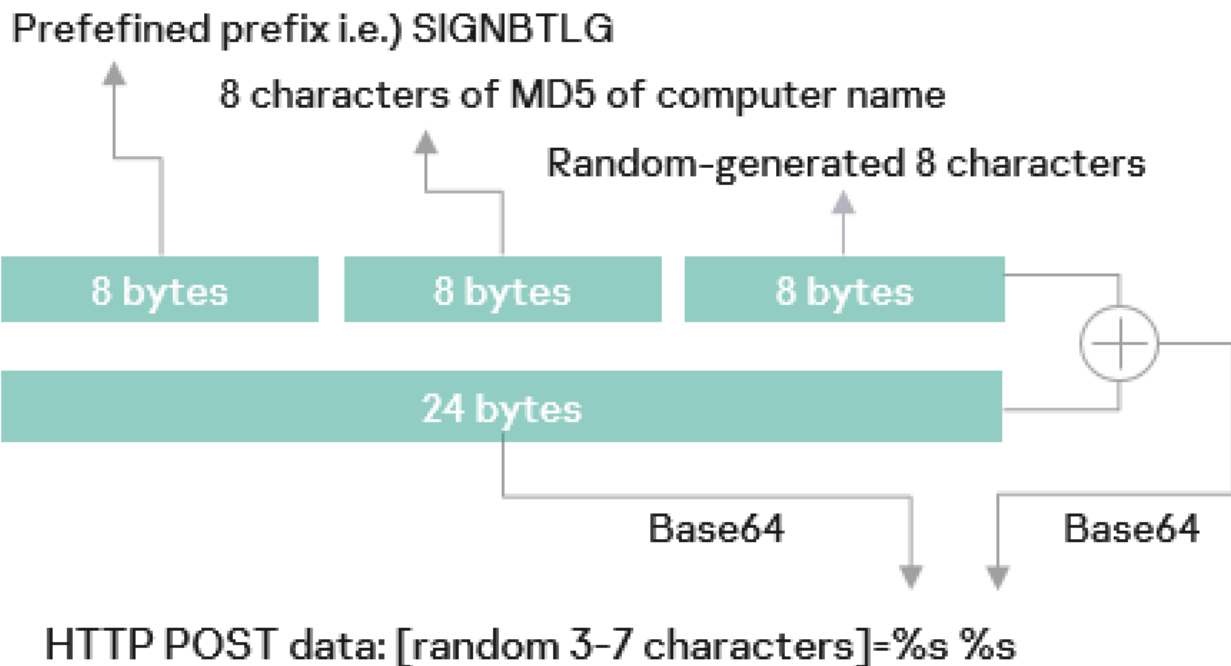 Prefefined prefix i.e.) SIGNBTLG
8 characters of MD5 of computer name
Random-generated 8 characters
8 bytes
8 bytes
8 bytes
24 bytes
Base64
Base64
HTTP POST data: [random 3-7 characters]=%s %s